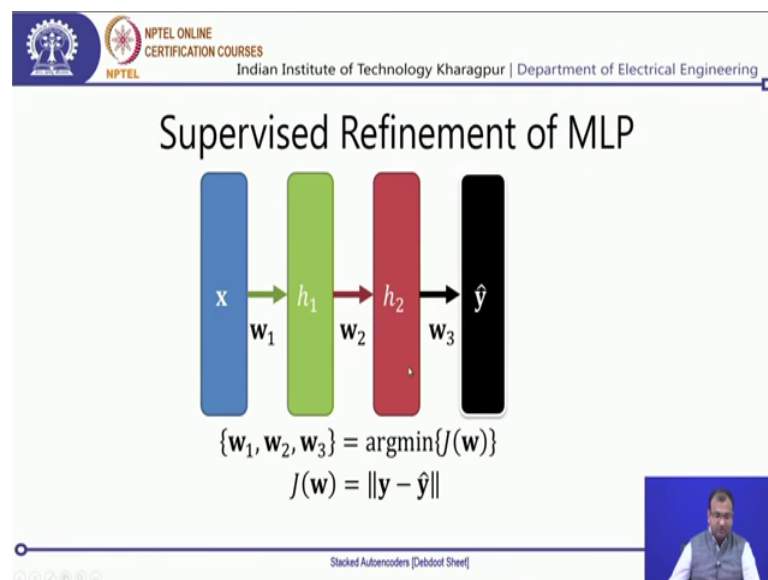 NPTEL ONLINE
CERTIFICATION COURSES
NPTEL
Indian Institute of Technology Kharagpur | Department of Electrical Engineering
Supervised Refinement of MLP
x h₁ h₂ ŷ
w₁ w₂ w₃
{w₁, w₂, w₃} = argmin{J(w)}
J(w) = ‖y − ŷ‖
Stacked Autoencoders [Debdoot Sheet]